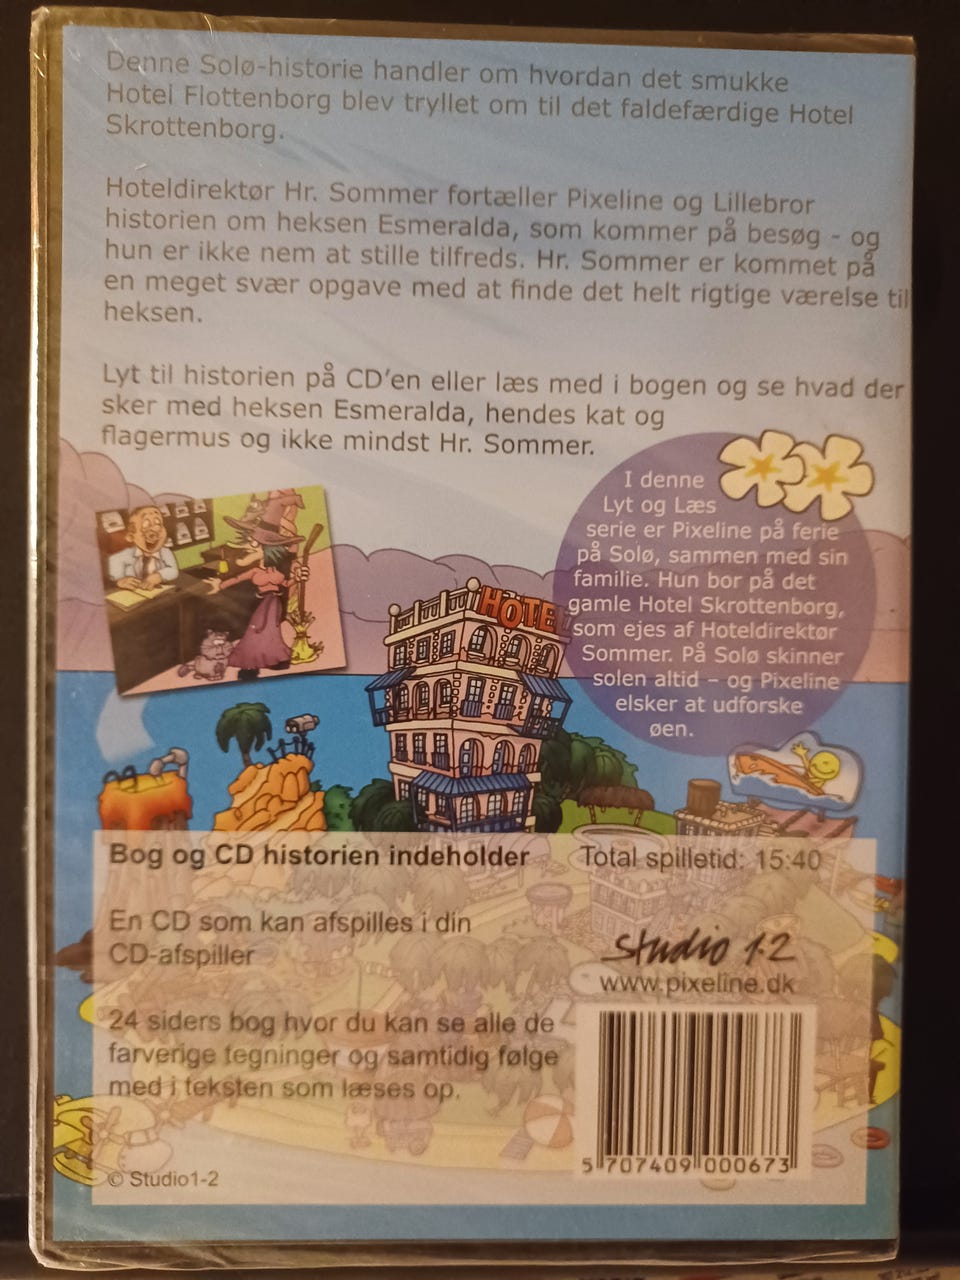 Denne Solø-historie handler om hvordan det smukke
Hotel Flottenborg blev tryllet om til det faldefærdige Hotel
Skrottenborg.
Hoteldirektør Hr. Sommer fortæller Pixeline og Lillebror
historien om heksen Esmeralda, som kommer på besøg - og
hun er ikke nem at stille tilfreds. Hr. Sommer er kommet på
en meget svær opgave med at finde det helt rigtige værelse til
heksen.
Lyt til historien på CD'en eller læs med i bogen og se hvad der
sker med heksen Esmeralda, hendes kat og
flagermus og ikke mindst Hr. Sommer.
I denne
Lyt og Læs
serie er Pixeline på ferie
på Solø, sammen med sin
familie. Hun bor på det
gamle Hotel Skrottenborg,
som ejes af Hoteldirektør
Sommer. På Solø skinner
solen altid – og Pixeline
elsker at udforske
øen.
HOTEL
Bog og CD historien indeholder
Total spilletid: 15:40
En CD som kan afspilles i din
CD-afspiller
24 siders bog hvor du kan se alle de
farverige tegninger og samtidig følge
med i teksten som læses op.
Studio 1-2
www.pixeline.dk
5 707409 000673
© Studio1-2